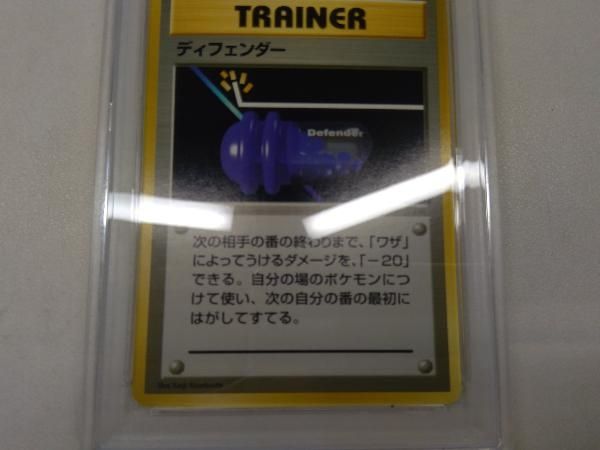 TRAINER
ディフェンダー
Defender
次の相手の番の終わりまで、「ワザ」
によってうけるダメージを、「－20」
できる。自分の場のポケモンにつ
けて使い、次の自分の番の最初に
はがしてすてる。